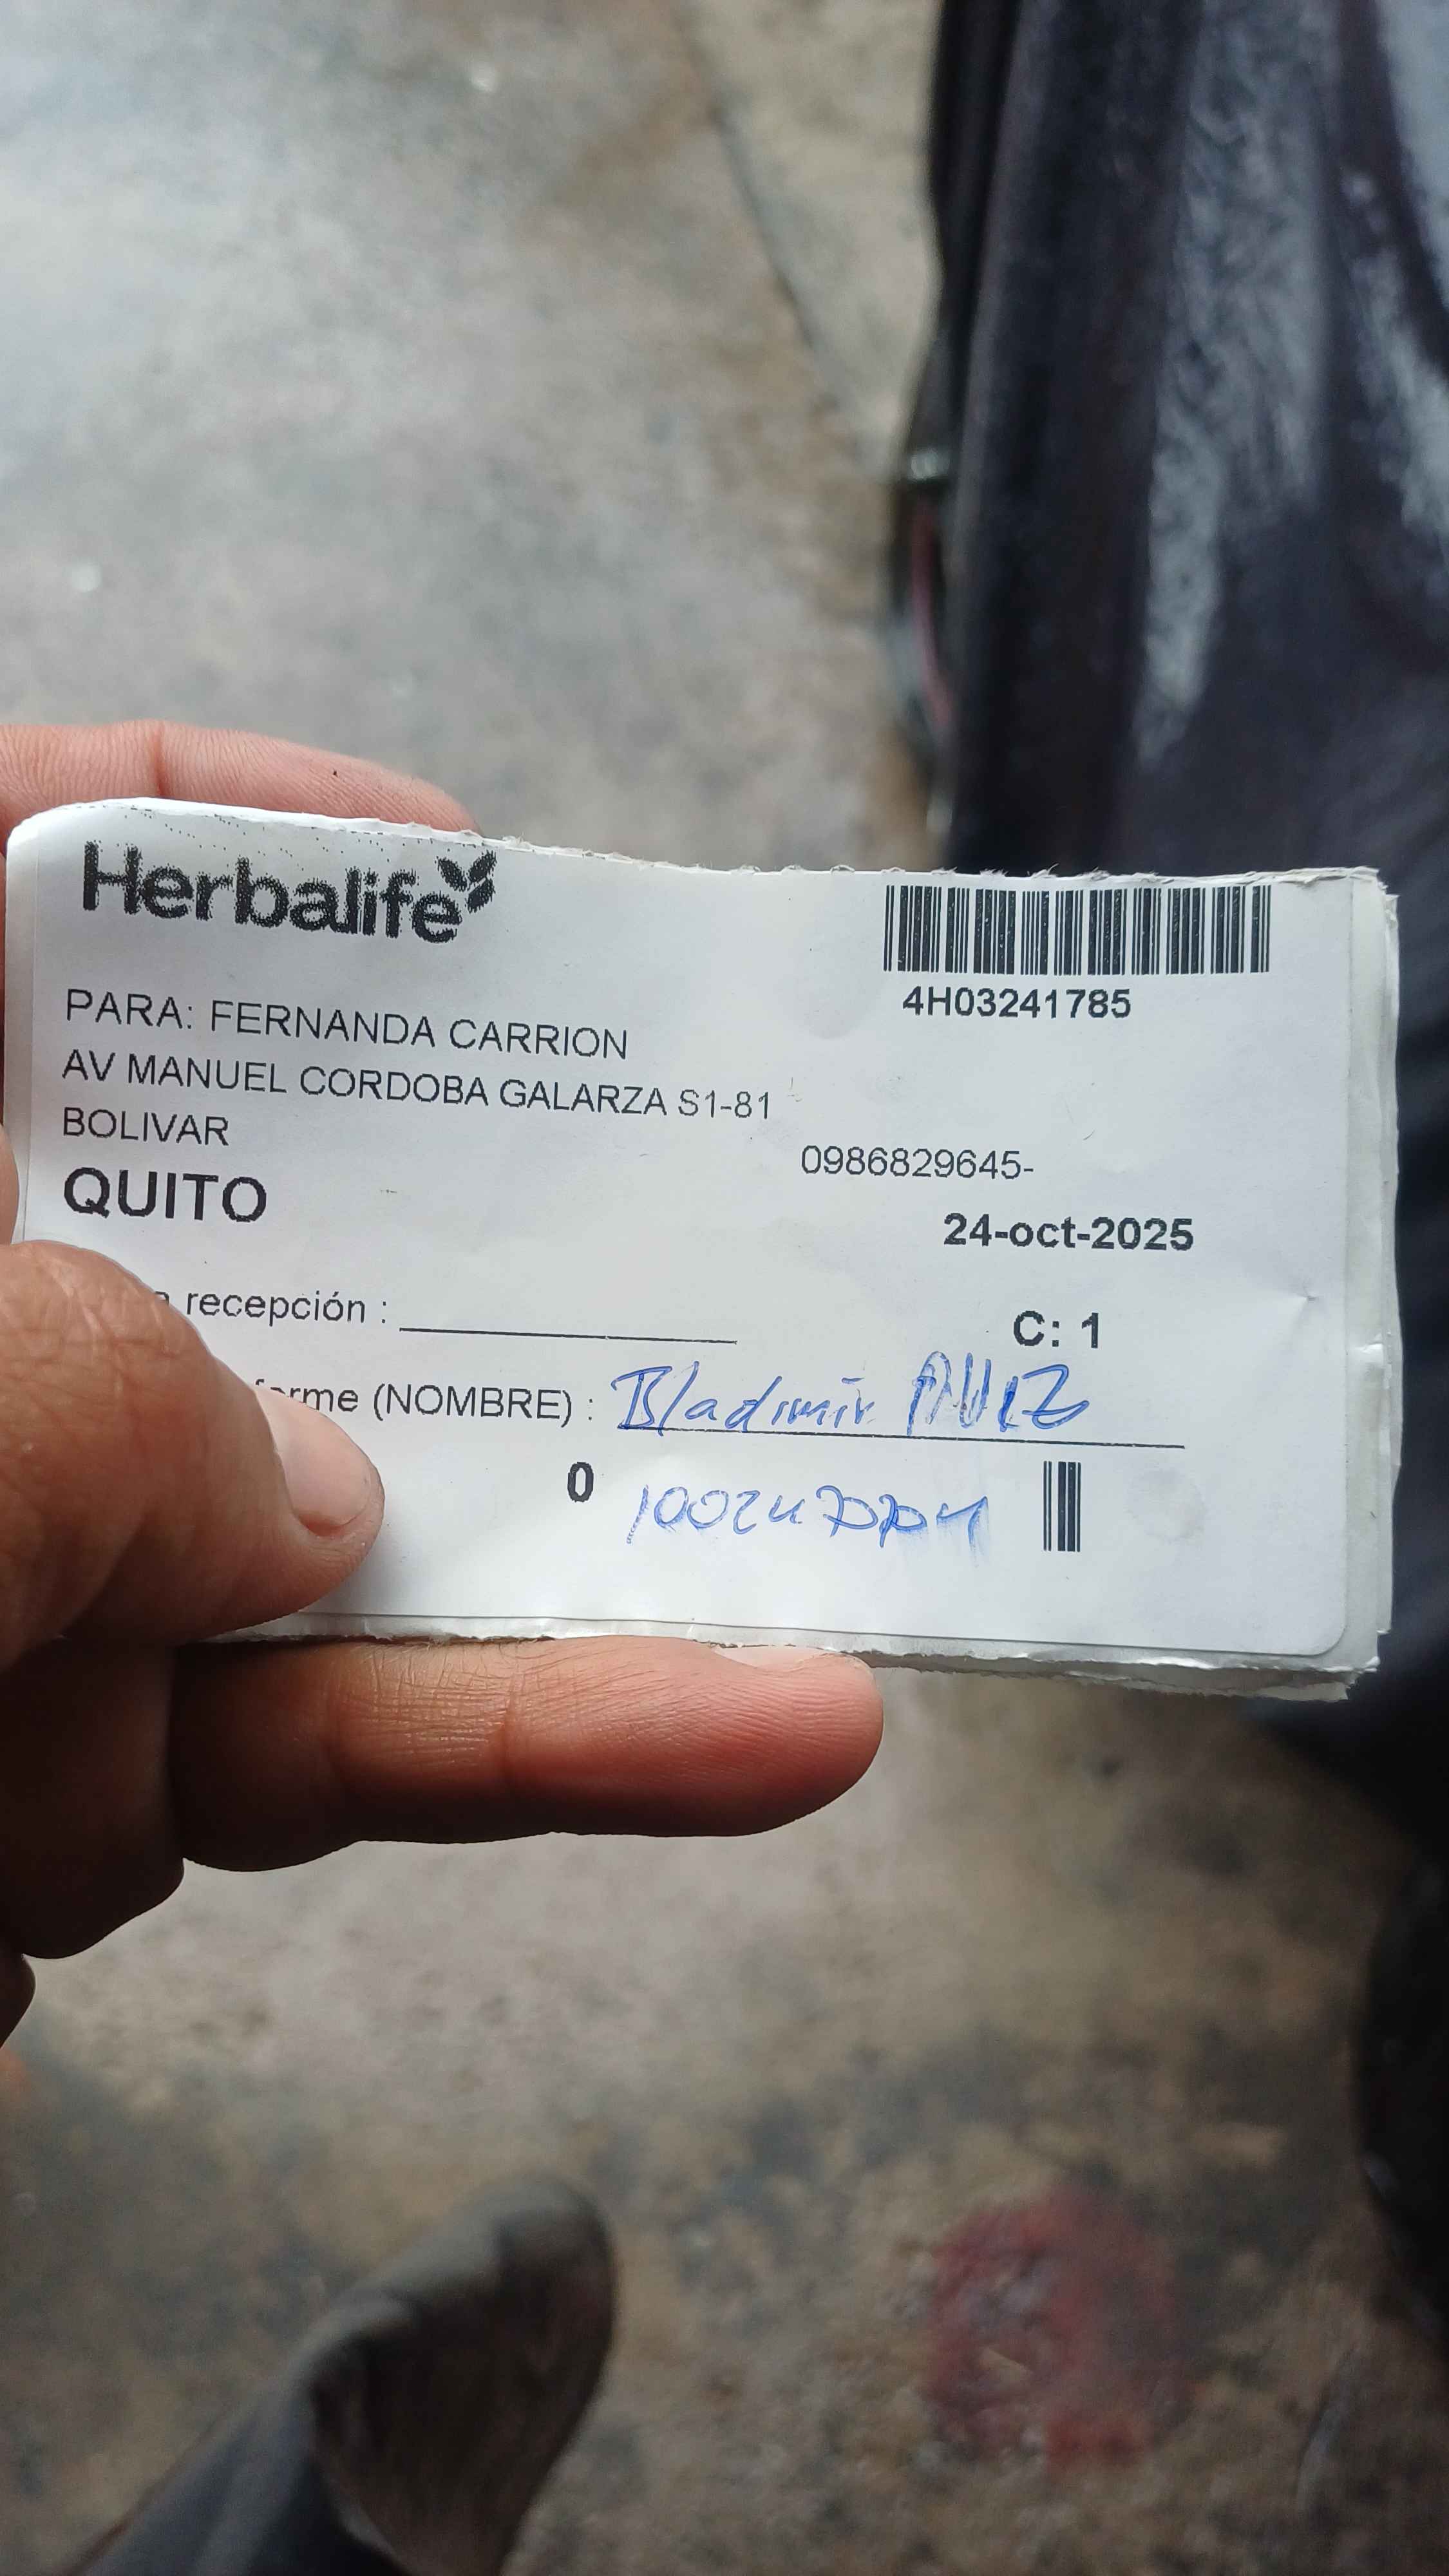 Herbalife
4H03241785
PARA: FERNANDA CARRION
AV MANUEL CORDOBA GALARZA S1-81
BOLIVAR
0986829645-
QUITO
24-oct-2025
recepción :
C: 1
(NOMBRE) : Bladimir RUIZ
0